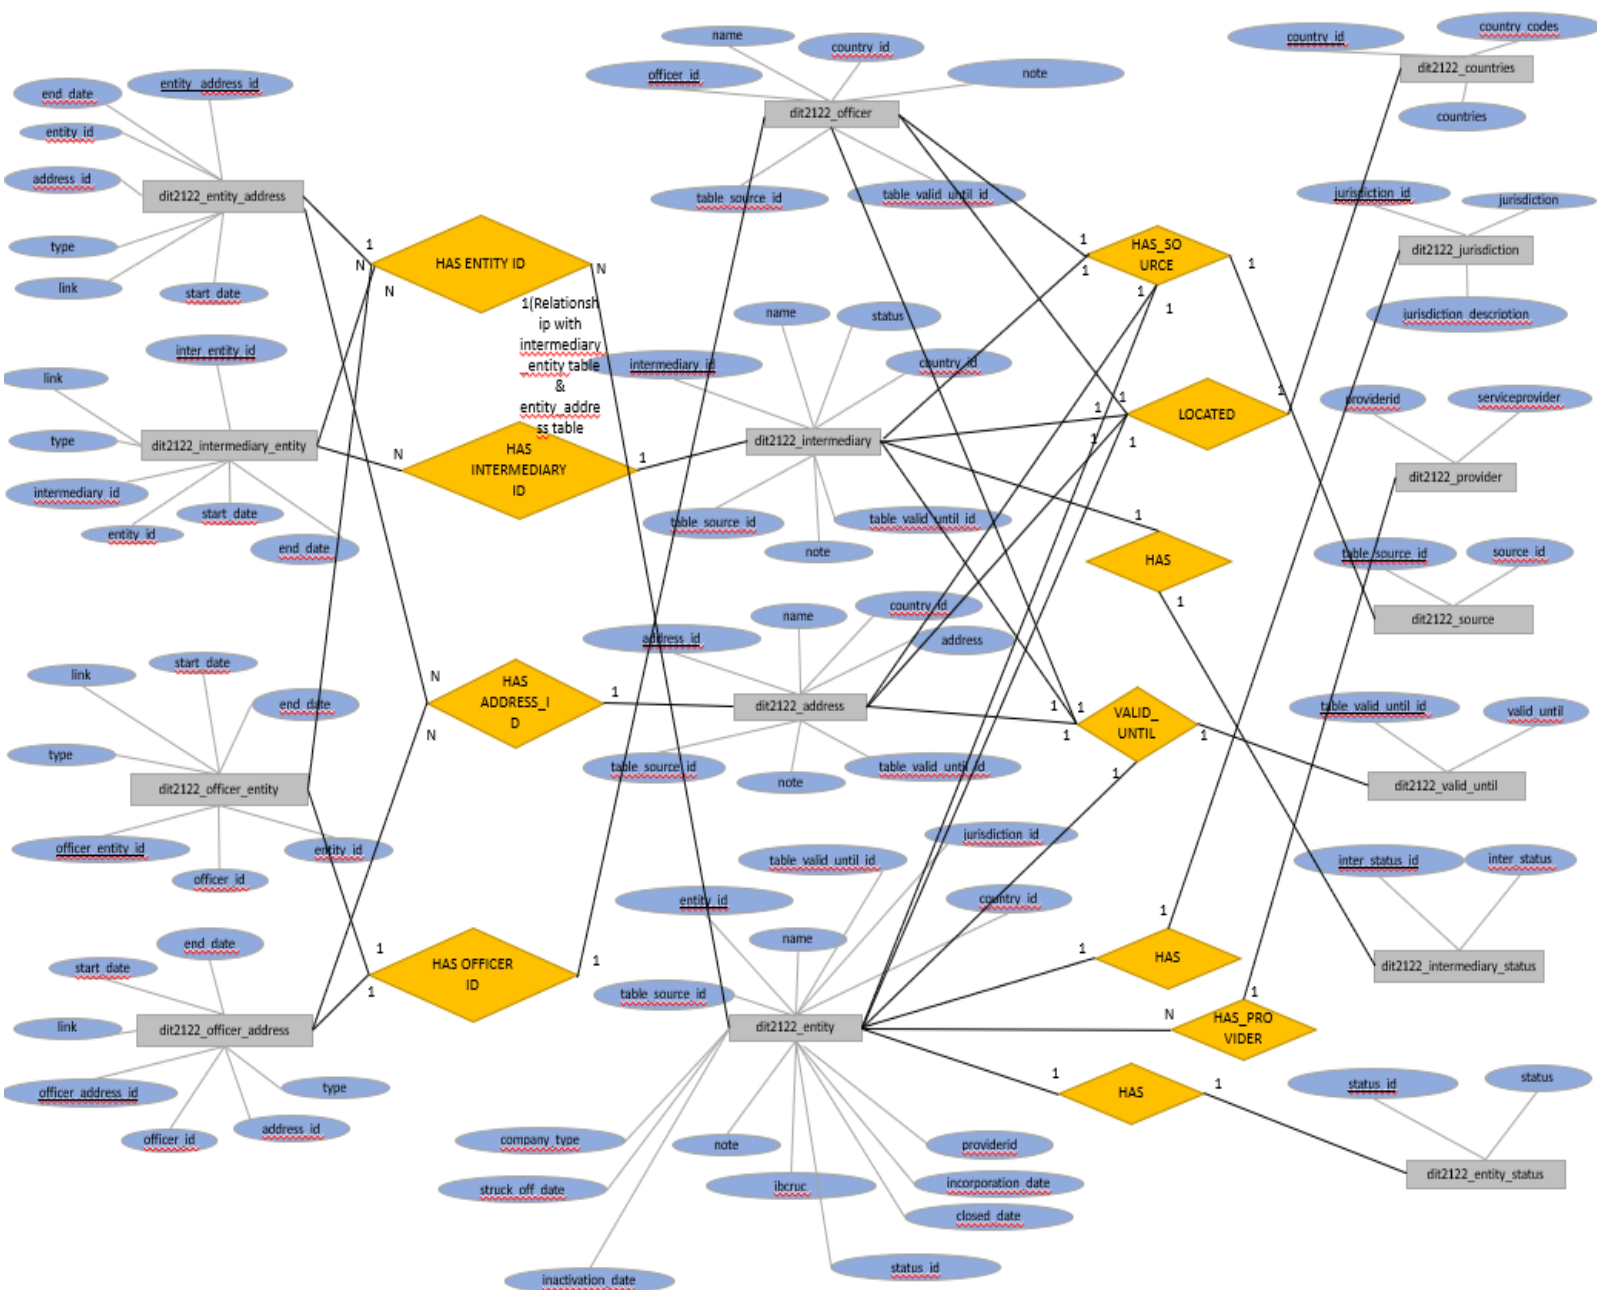 name
country_id
officer_id
note
dit2122_officer
table_source_id
table_valid_until_id
country_id
country_codes
dit2122_countries
countries
end_date
entity_address_id
entity_id
address_id
dit2122_entity_address
type
link
start_date
jurisdiction_id
jurisdiction
dit2122_jurisdiction
jurisdiction_description
1
N
N
HAS ENTITY ID
N
1(Relationsh
ip with
intermediary
_entity table
&
entity_addre
ss table
1
1
HAS_SO
URCE
1
1
1
inter_entity_id
link
type
dit2122_intermediary_entity
intermediary_id
entity_id
start_date
end_date
N
HAS
INTERMEDIARY
ID
1
name
status
intermediary_id
country_id
dit2122_intermediary
table_source_id
table_valid_until_id
note
1
1
1
1
LOCATED
1
providerid
serviceprovider
dit2122_provider
1
HAS
1
table_source_id
source_id
dit2122_source
link
start_date
end_date
type
dit2122_officer_entity
officer_entity_id
officer_id
entity_id
N
N
HAS
ADDRESS_I
D
1
name
country_id
address_id
address
dit2122_address
table_source_id
note
table_valid_until_id
1
1
1
VALID_
UNTIL
1
1
table_valid_until_id
valid_until
dit2122_valid_until
end_date
start_date
link
dit2122_officer_address
officer_address_id
officer_id
address_id
type
1
1
HAS OFFICER
ID
1
jurisdiction_id
table_valid_until_id
entity_id
country_id
name
table_source_id
dit2122_entity
company_type
struck_off_date
inactivation_date
note
ibcruc
providerid
incorporation_date
closed_date
status_id
1
1
HAS
N
1
HAS_PRO
VIDER
1
HAS
1
inter_status_id
inter_status
dit2122_intermediary_status
status_id
status
dit2122_entity_status